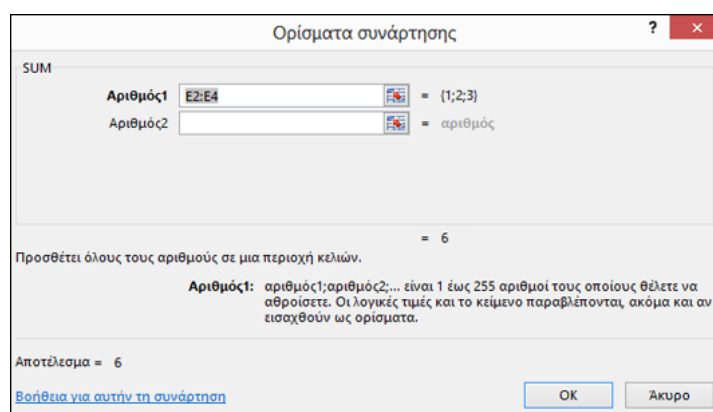 Ορίσματα συνάρτησης ? ×
SUM
Αριθμός1 E2:E4 = {1;2;3}
Αριθμός2 = αριθμός
= 6
Προσθέτει όλους τους αριθμούς σε μια περιοχή κελιών.
Αριθμός1: αριθμός1;αριθμός2;... είναι 1 έως 255 αριθμοί τους οποίους θέλετε να
αθροίσετε. Οι λογικές τιμές και το κείμενο παραβλέπονται, ακόμα και αν
εισαχθούν ως ορίσματα.
Αποτέλεσμα = 6
Βοήθεια για αυτήν τη συνάρτηση OK Άκυρο